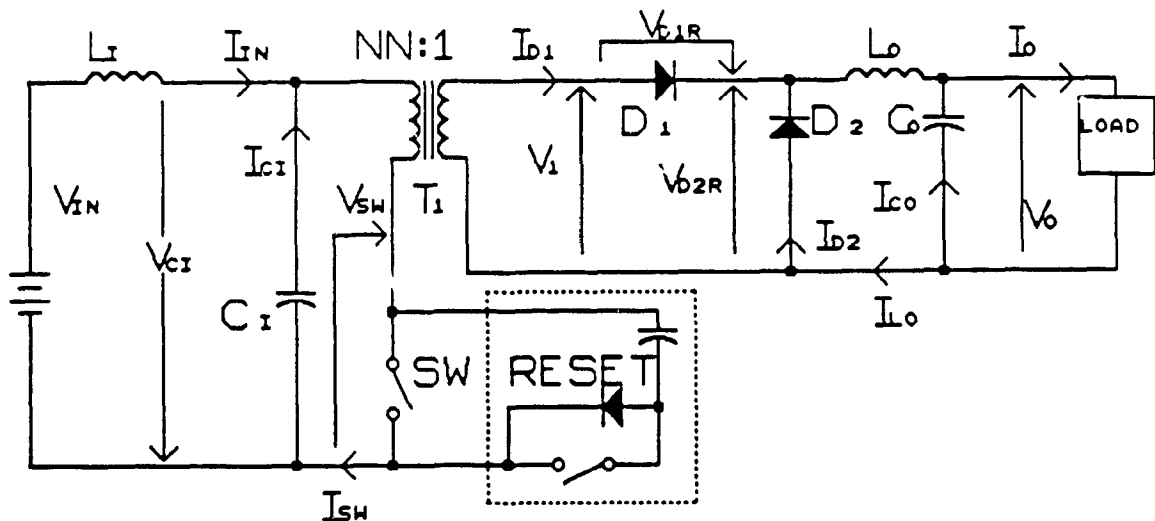 LI
IIN
NN:1
ID1
VD1R
LO
IO
D1
D2
CO
LOAD
ICI
VIN
VSW
T1
V1
VD2R
ICO
VO
VCI
ID2
CI
ILO
SW
RESET
ISW